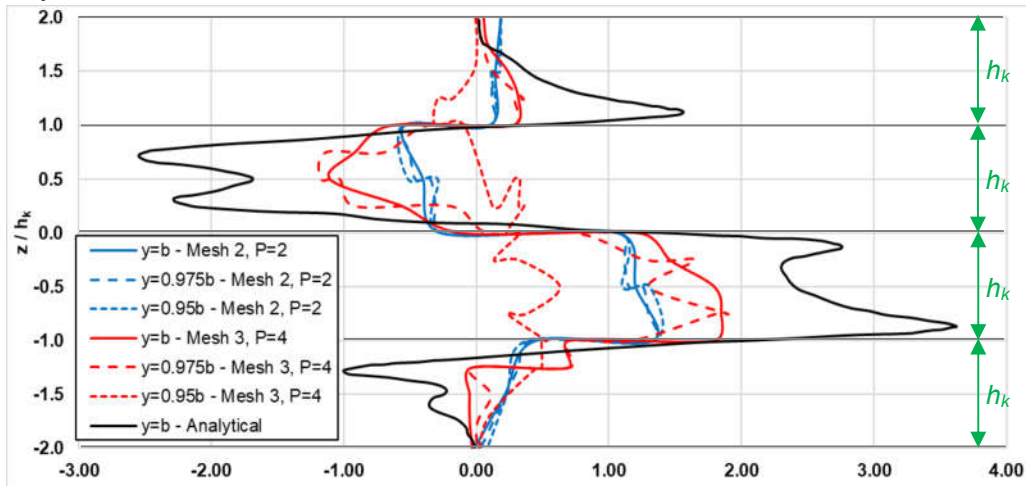 2.0
1.5
1.0
0.5
0.0
-0.5
-1.0
-1.5
-2.0
z / hk
hk
hk
hk
hk
y=b - Mesh 2, P=2
y=0.975b - Mesh 2, P=2
y=0.95b - Mesh 2, P=2
y=b - Mesh 3, P=4
y=0.975b - Mesh 3, P=4
y=0.95b - Mesh 3, P=4
y=b - Analytical
-3.00 -2.00 -1.00 0.00 1.00 2.00 3.00 4.00